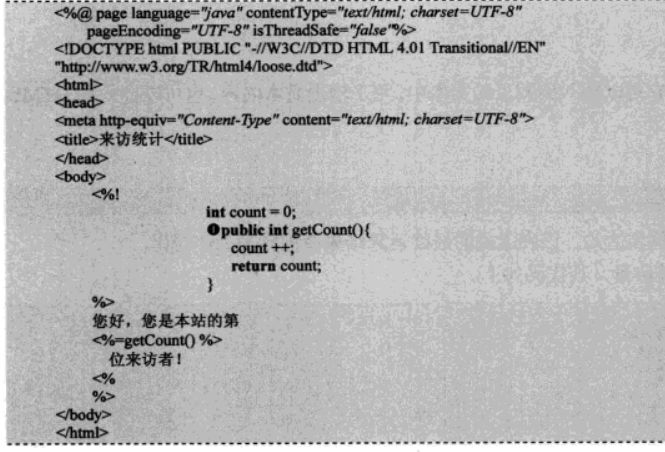 <%@ page language="java" contentType="text/html; charset=UTF-8"
pageEncoding="UTF-8" isThreadSafe="false"%>
<!DOCTYPE html PUBLIC "-//W3C//DTD HTML 4.01 Transitional//EN"
"http://www.w3.org/TR/html4/loose.dtd">
<html>
<head>
<meta http-equiv="Content-Type" content="text/html; charset=UTF-8">
<title>来访统计</title>
</head>
<body>
<%!
int count = 0;
❶public int getCount(){
count ++;
return count;
}
%>
您好，您是本站的第
<%=getCount() %>
位来访者！
<%
%>
</body>
</html>